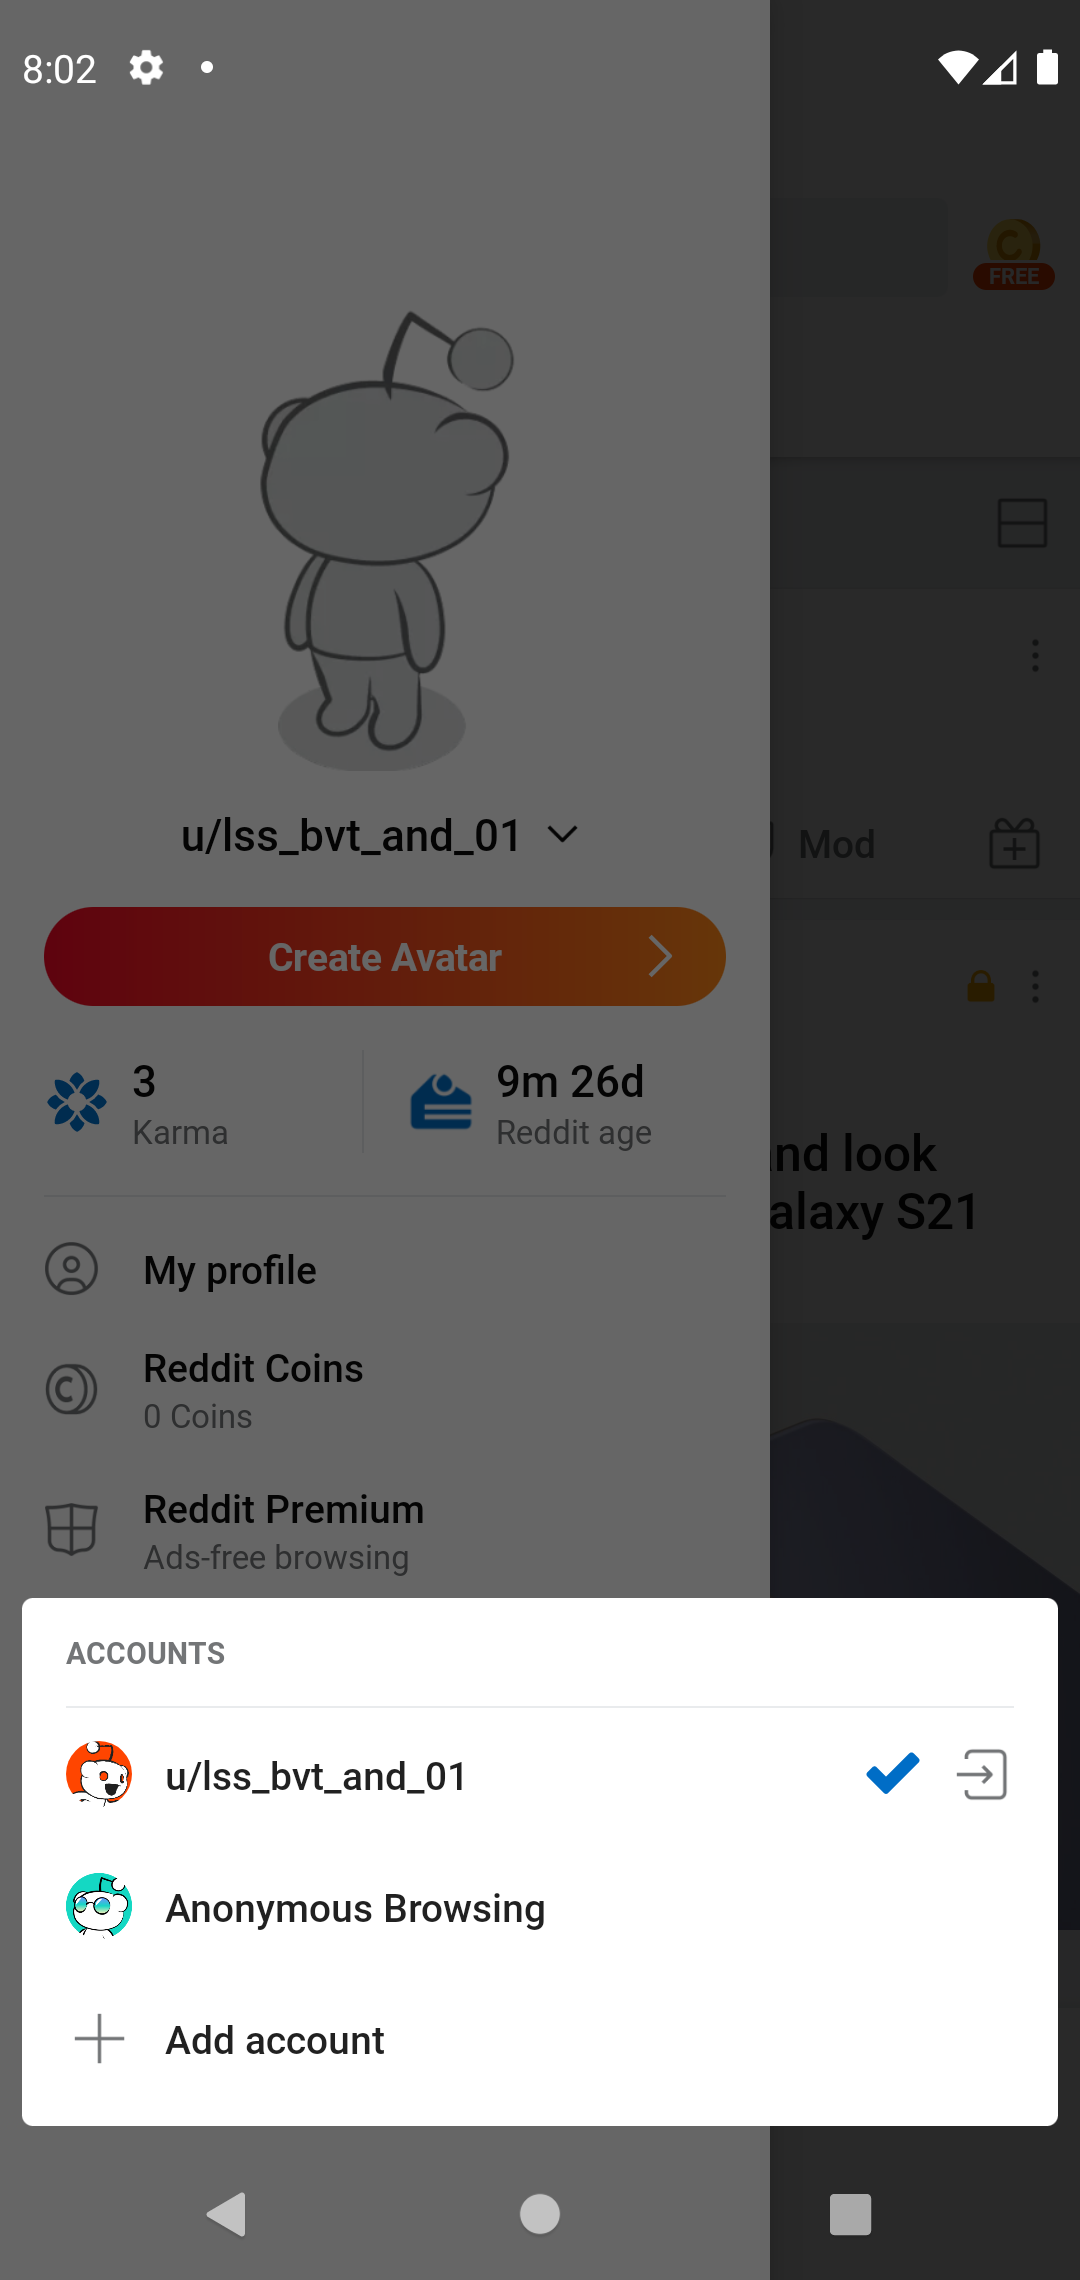 8:02
FREE
u/lss_bvt_and_01
Mod
Create Avatar
3
Karma
9m 26d
Reddit age
nd look
alaxy S21
My profile
Reddit Coins
0 Coins
Reddit Premium
Ads-free browsing
ACCOUNTS
u/lss_bvt_and_01
Anonymous Browsing
Add account